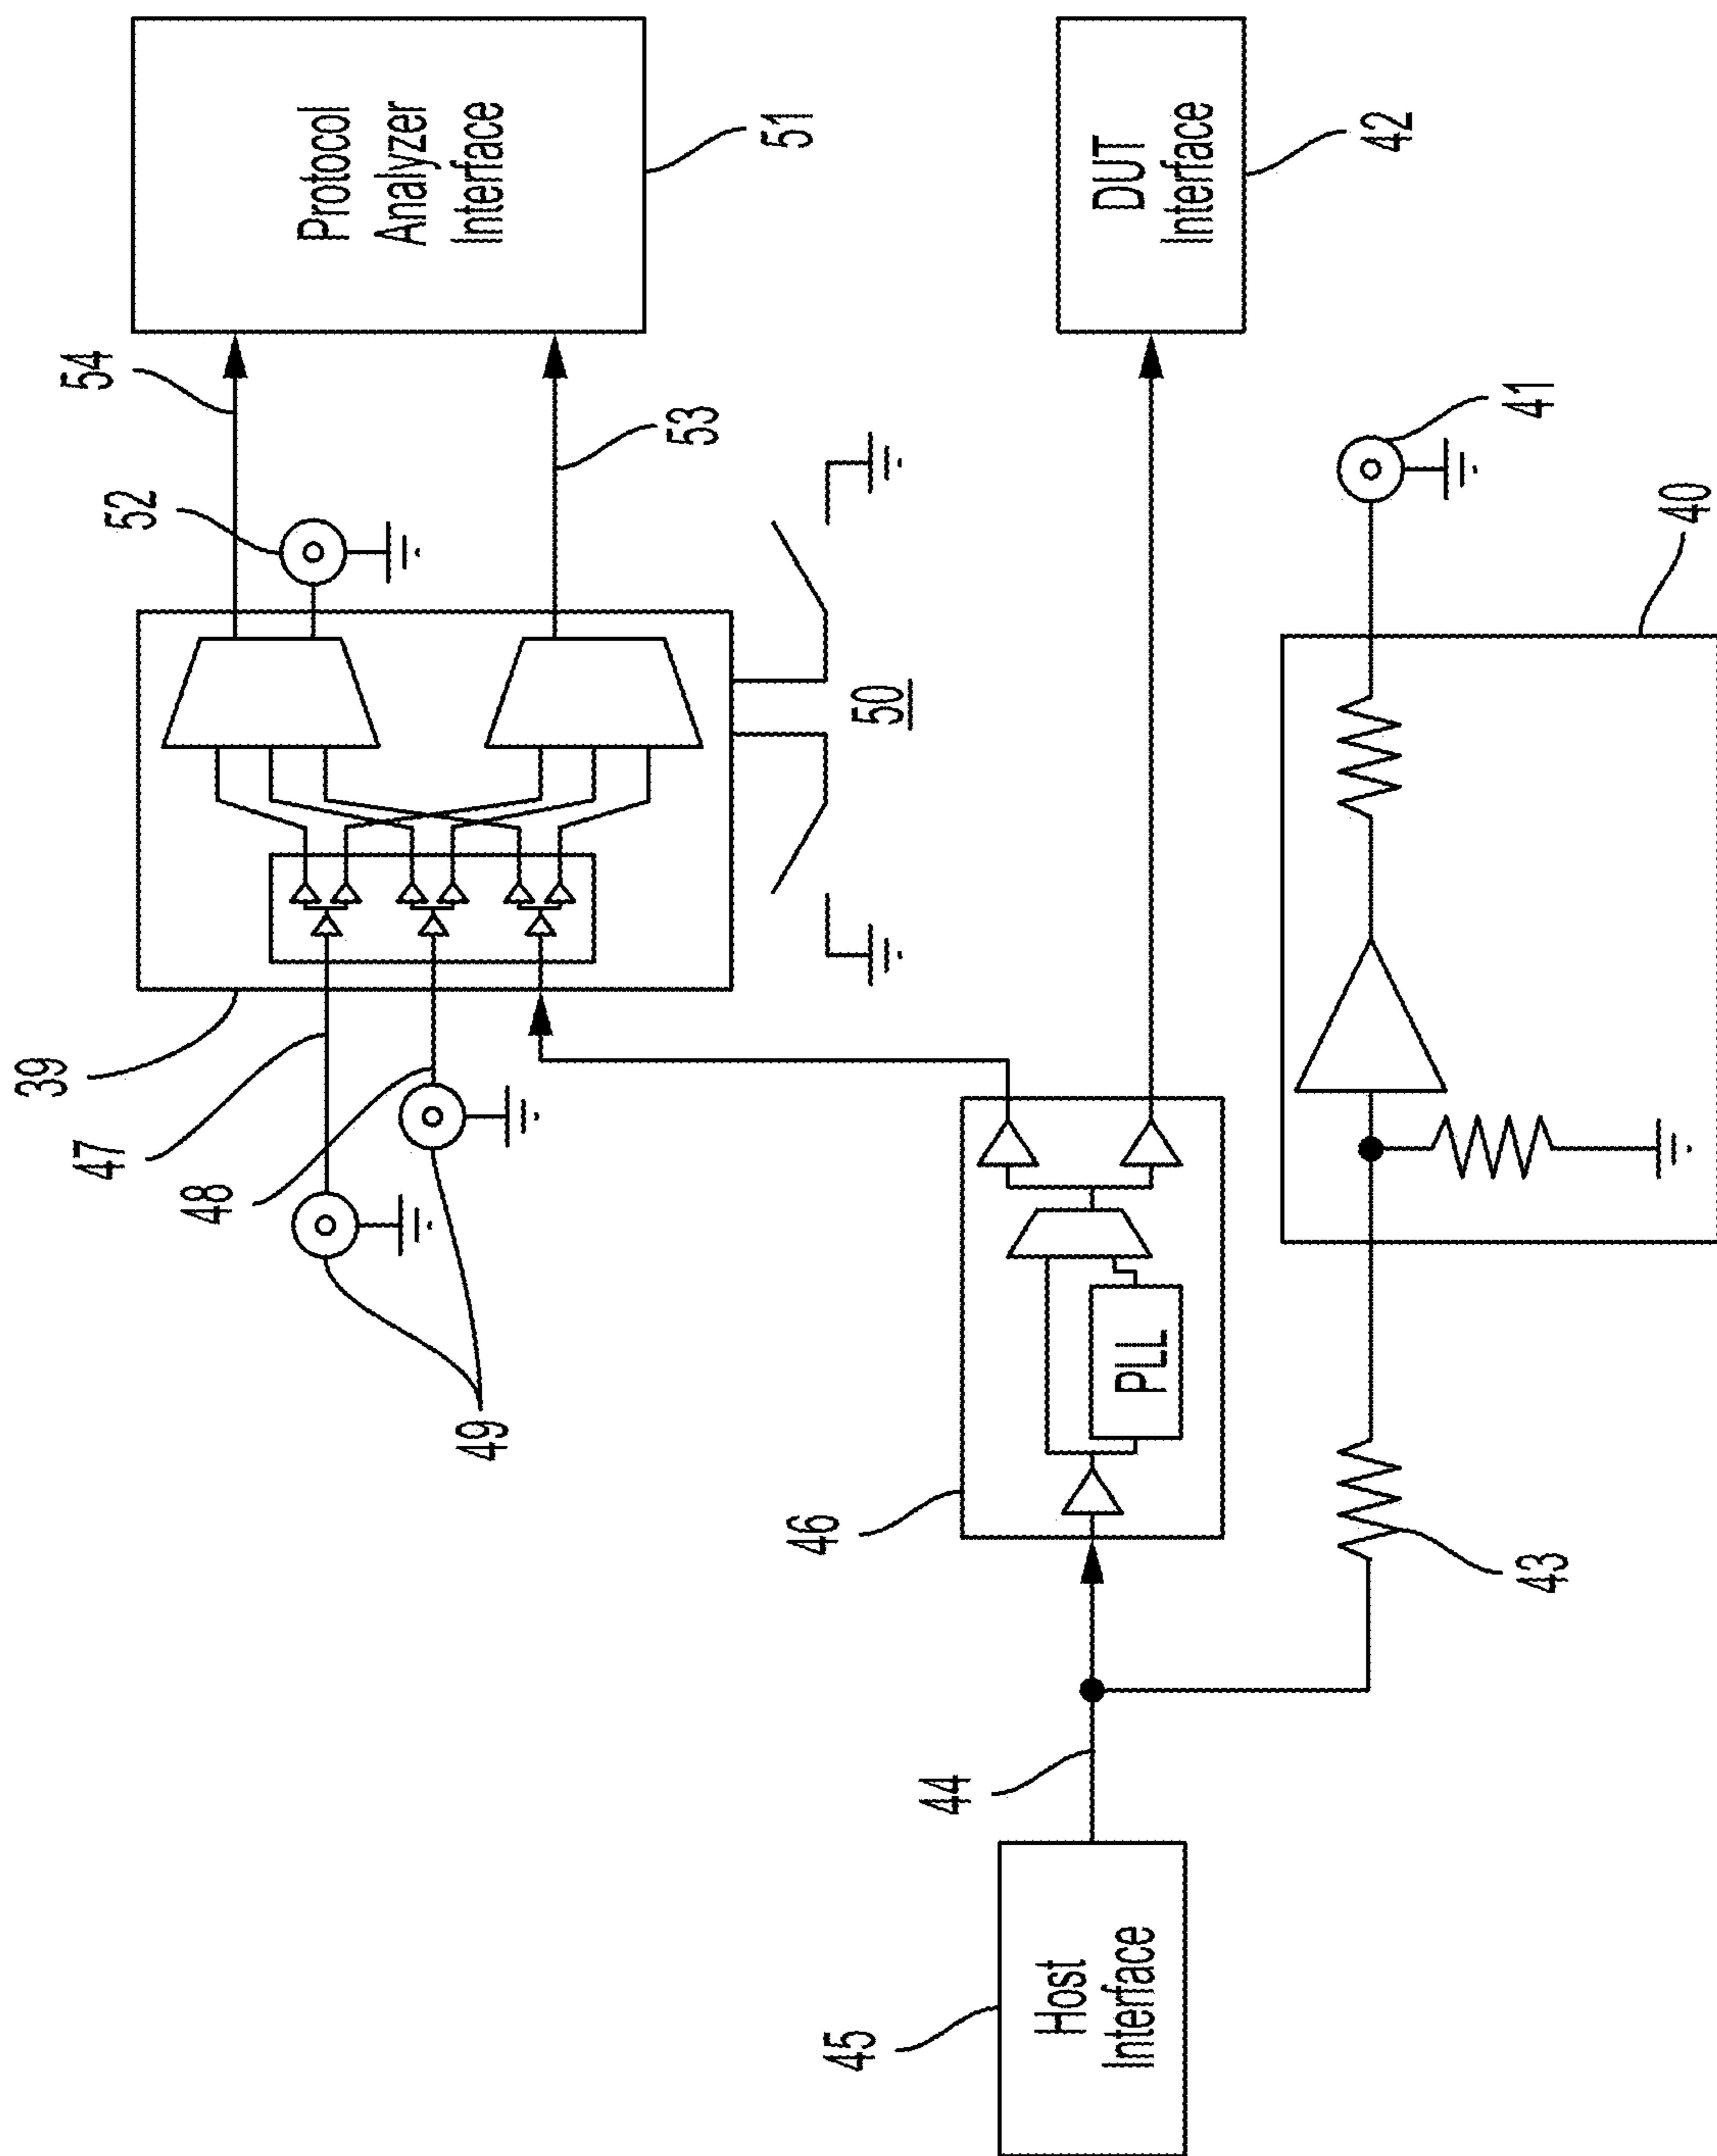 54
Protocol
Analyzer
Interface
51
52
53
39
47
48
49
50
DUT
Interface
42
41
40
46
PLL
44
43
45
Host
Interface